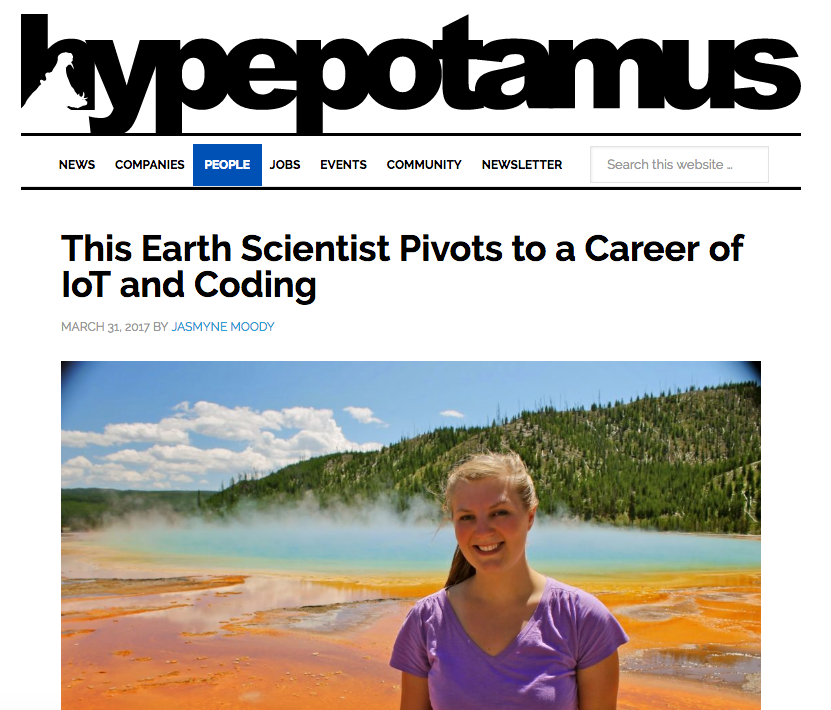 hypepotamus
NEWS COMPANIES PEOPLE JOBS EVENTS COMMUNITY NEWSLETTER Search this website …
This Earth Scientist Pivots to a Career of
IoT and Coding
MARCH 31, 2017 BY JASMYNE MOODY